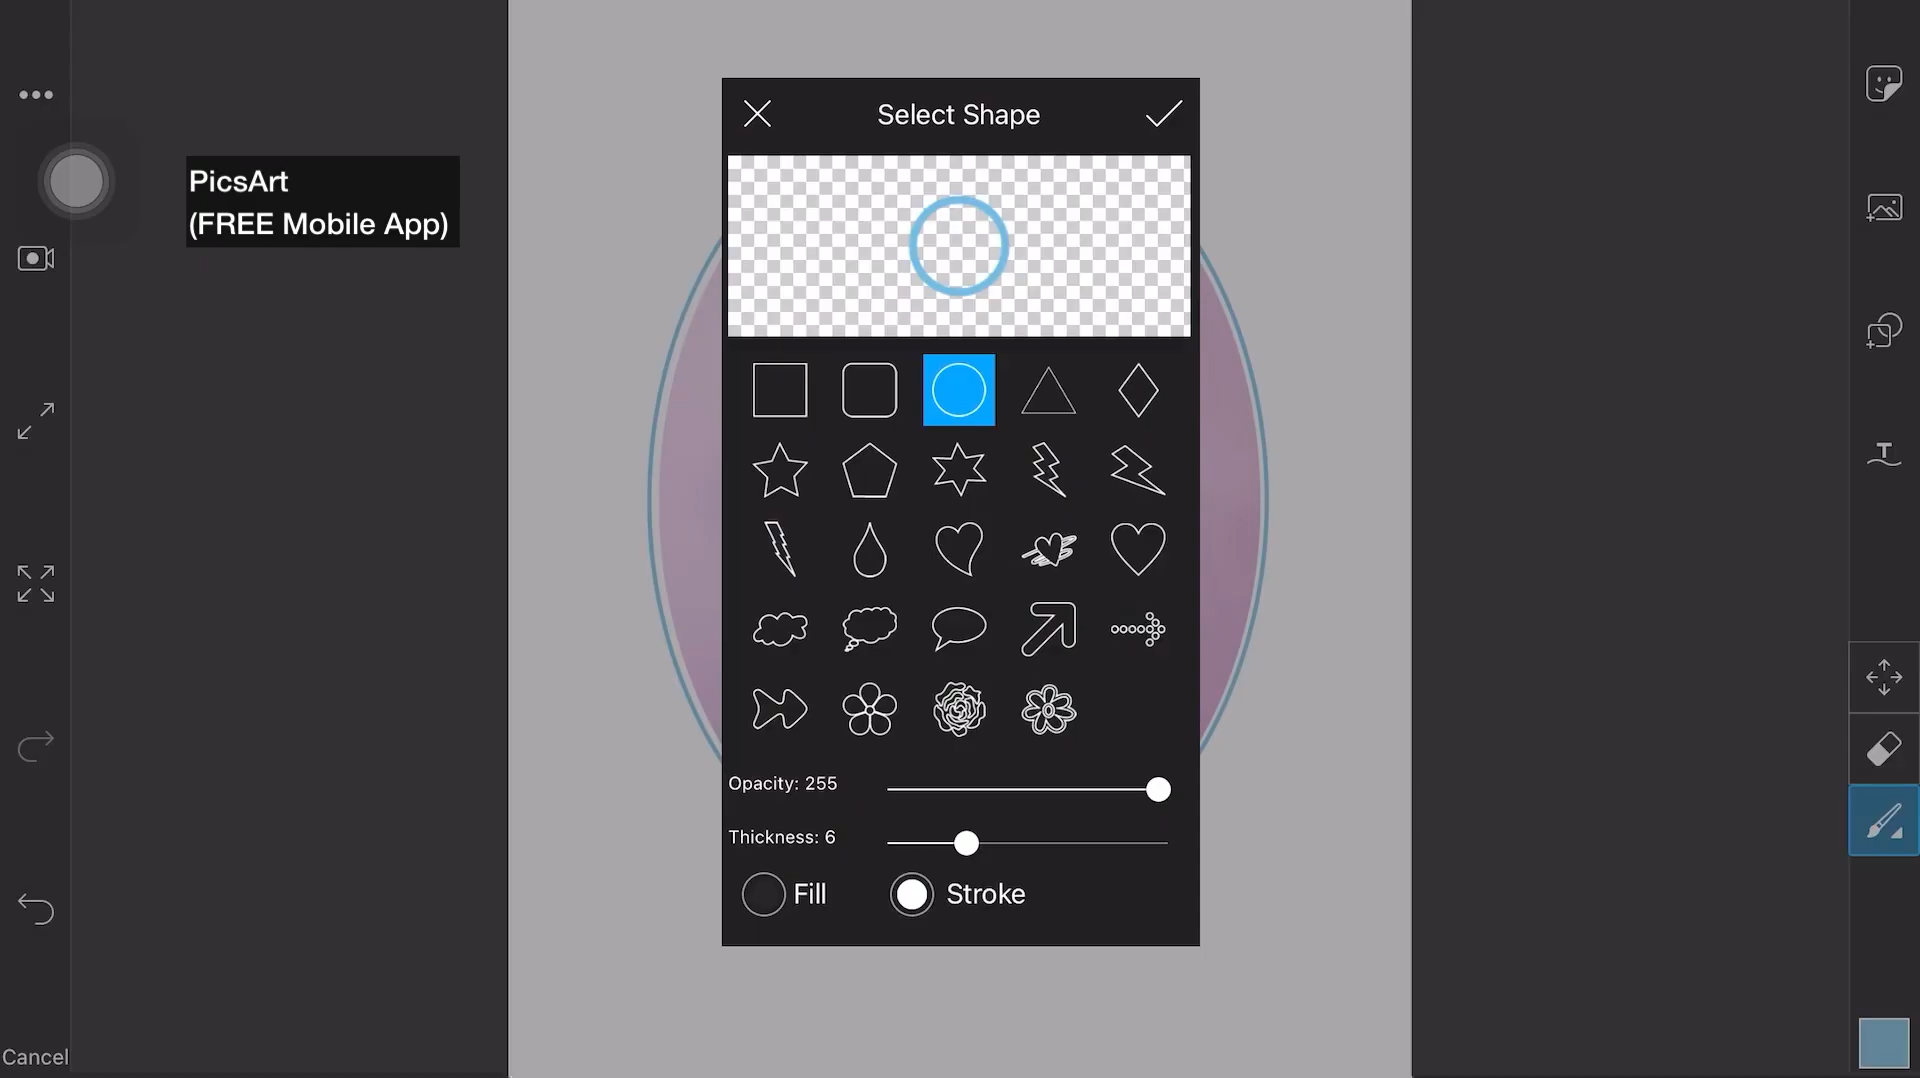 Select Shape
PicsArt
(FREE Mobile App)
T
Opacity: 255
Thickness: 6
Fill
Stroke
Cancel